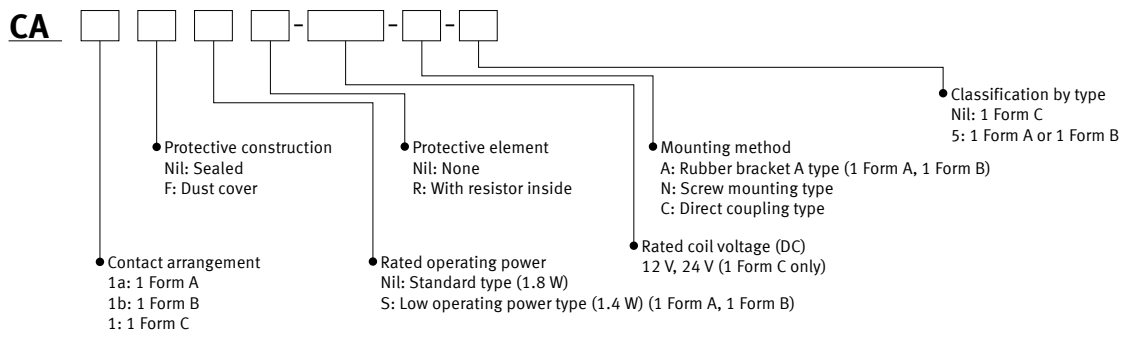 CA - - -
Classification by type
Nil: 1 Form C
5: 1 Form A or 1 Form B
Protective construction
Nil: Sealed
F: Dust cover
Protective element
Nil: None
R: With resistor inside
Mounting method
A: Rubber bracket A type (1 Form A, 1 Form B)
N: Screw mounting type
C: Direct coupling type
Rated coil voltage (DC)
12 V, 24 V (1 Form C only)
Contact arrangement
1a: 1 Form A
1b: 1 Form B
1: 1 Form C
Rated operating power
Nil: Standard type (1.8 W)
S: Low operating power type (1.4 W) (1 Form A, 1 Form B)